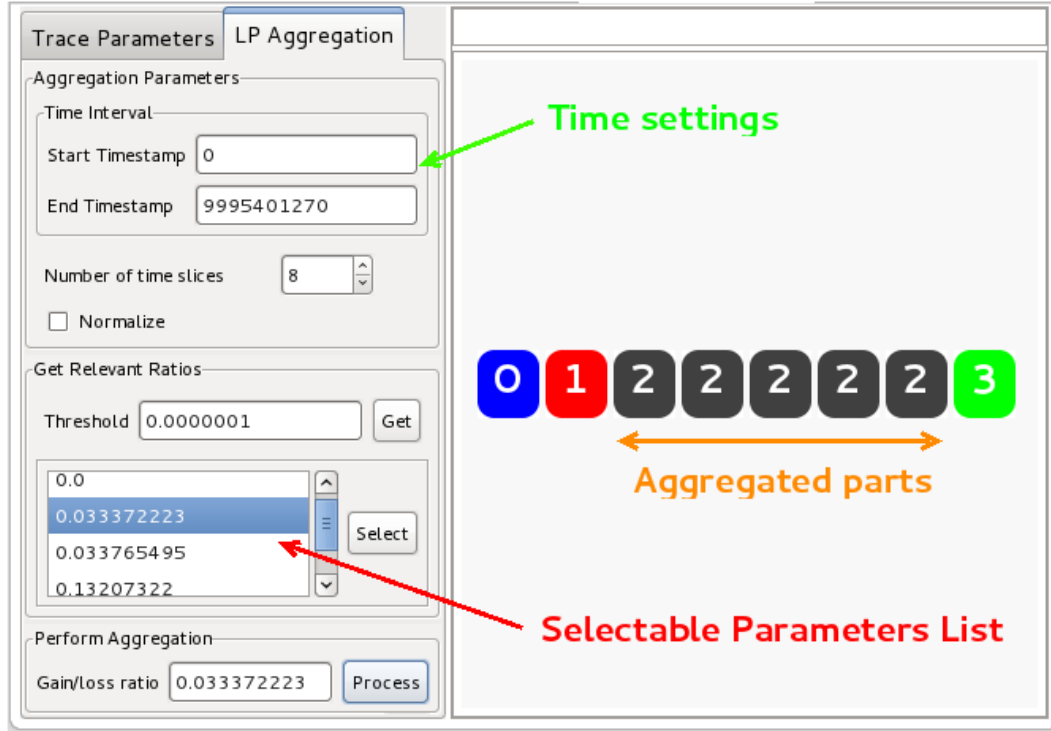 Trace Parameters
LP Aggregation
Aggregation Parameters
Time Interval
Start Timestamp 0
End Timestamp 9995401270
Number of time slices 8
Normalize
Get Relevant Ratios
Threshold 0.0000001 Get
0.0
0.033372223
0.033765495
0.13207322
Select
Perform Aggregation
Gain/loss ratio 0.033372223 Process
Time settings
0 1 2 2 2 2 2 3
Aggregated parts
Selectable Parameters List